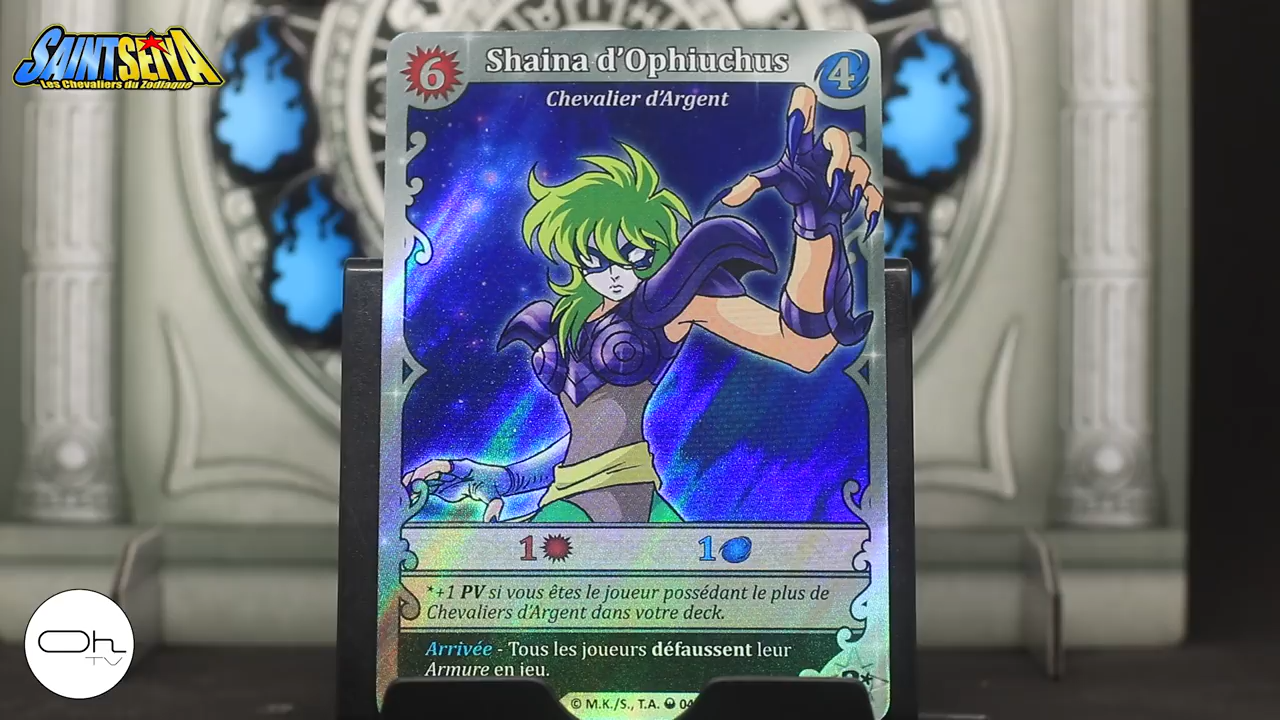 SAINT SEIYA
Les Chevaliers du Zodiaque
6
Shaina d'Ophiuchus
4
Chevalier d'Argent
1
1
*+1 PV si vous êtes le joueur possédant le plus de
Chevaliers d'Argent dans votre deck.
Arrivée - Tous les joueurs défaussent leur
Armure en jeu.
© M.K./S., T.A.
Oh
TV